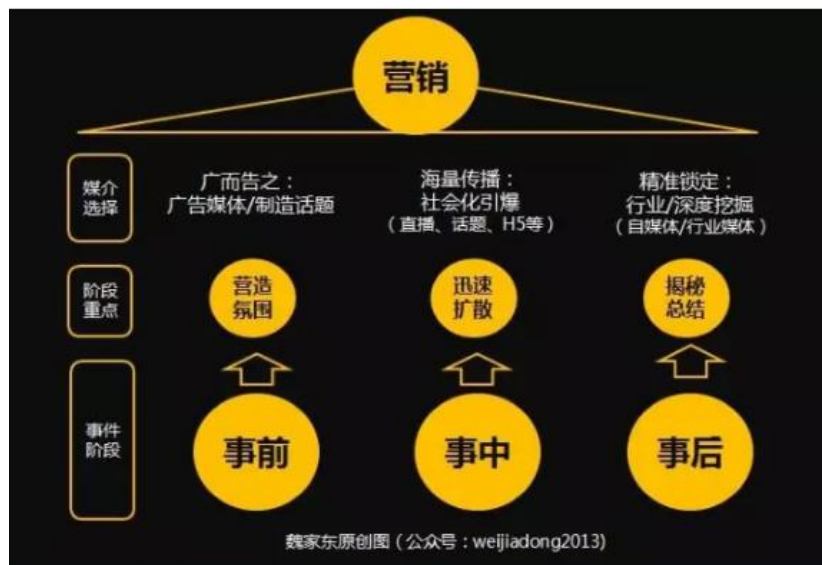 营销
媒介
选择
广而告之：
广告媒体/制造话题
海量传播：
社会化引爆
（直播、话题、H5等）
精准锁定：
行业/深度挖掘
（自媒体/行业媒体）
阶段
重点
营造
氛围
迅速
扩散
揭秘
总结
事件
阶段
事前
事中
事后
魏家东原创图（公众号：weijiadong2013)